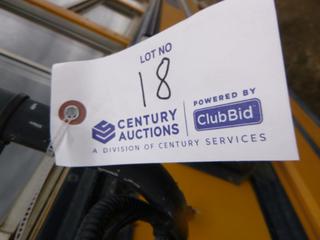 LOT NO
18
CENTURY
AUCTIONS
POWERED BY
ClubBid
A DIVISION OF CENTURY SERVICES